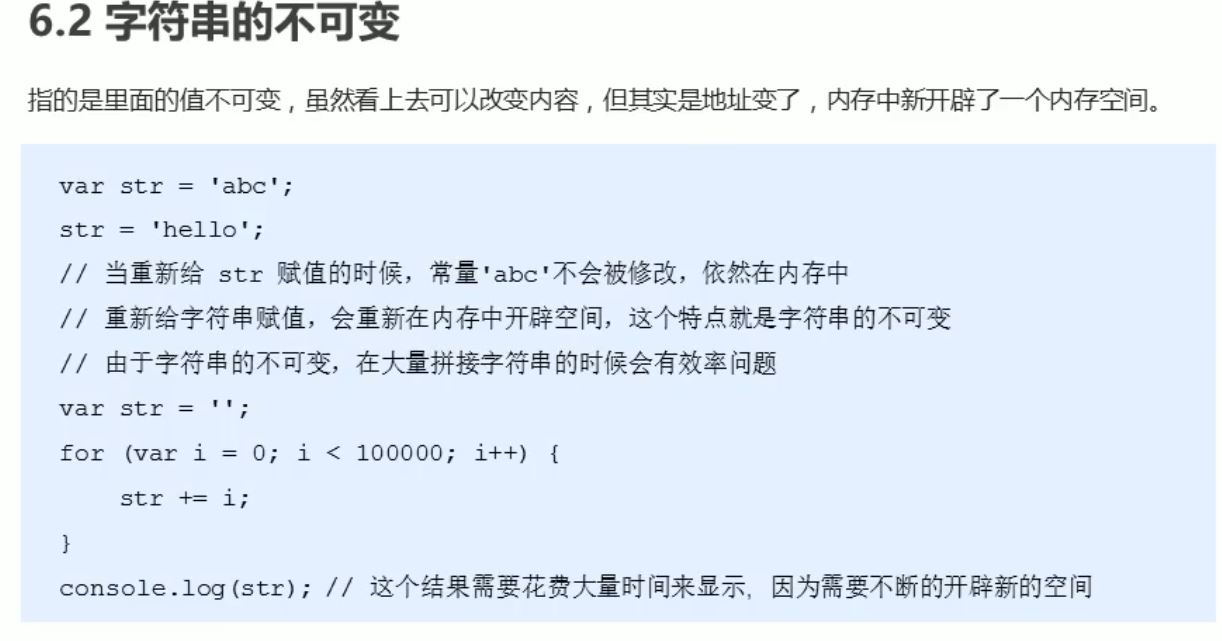 6.2 字符串的不可变
指的是里面的值不可变，虽然看上去可以改变内容，但其实是地址变了，内存中新开辟了一个内存空间。
var str = 'abc';
str = 'hello';
// 当重新给 str 赋值的时候，常量'abc'不会被修改，依然在内存中
// 重新给字符串赋值，会重新在内存中开辟空间，这个特点就是字符串的不可变
// 由于字符串的不可变，在大量拼接字符串的时候会有效率问题
var str = '';
for (var i = 0; i < 100000; i++) {
    str += i;
}
console.log(str); // 这个结果需要花费大量时间来显示，因为需要不断的开辟新的空间